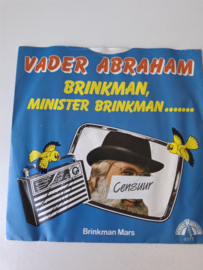 VADER ABRAHAM
BRINKMAN,
MINISTER BRINKMAN.......
Censuur
Brinkman Mars